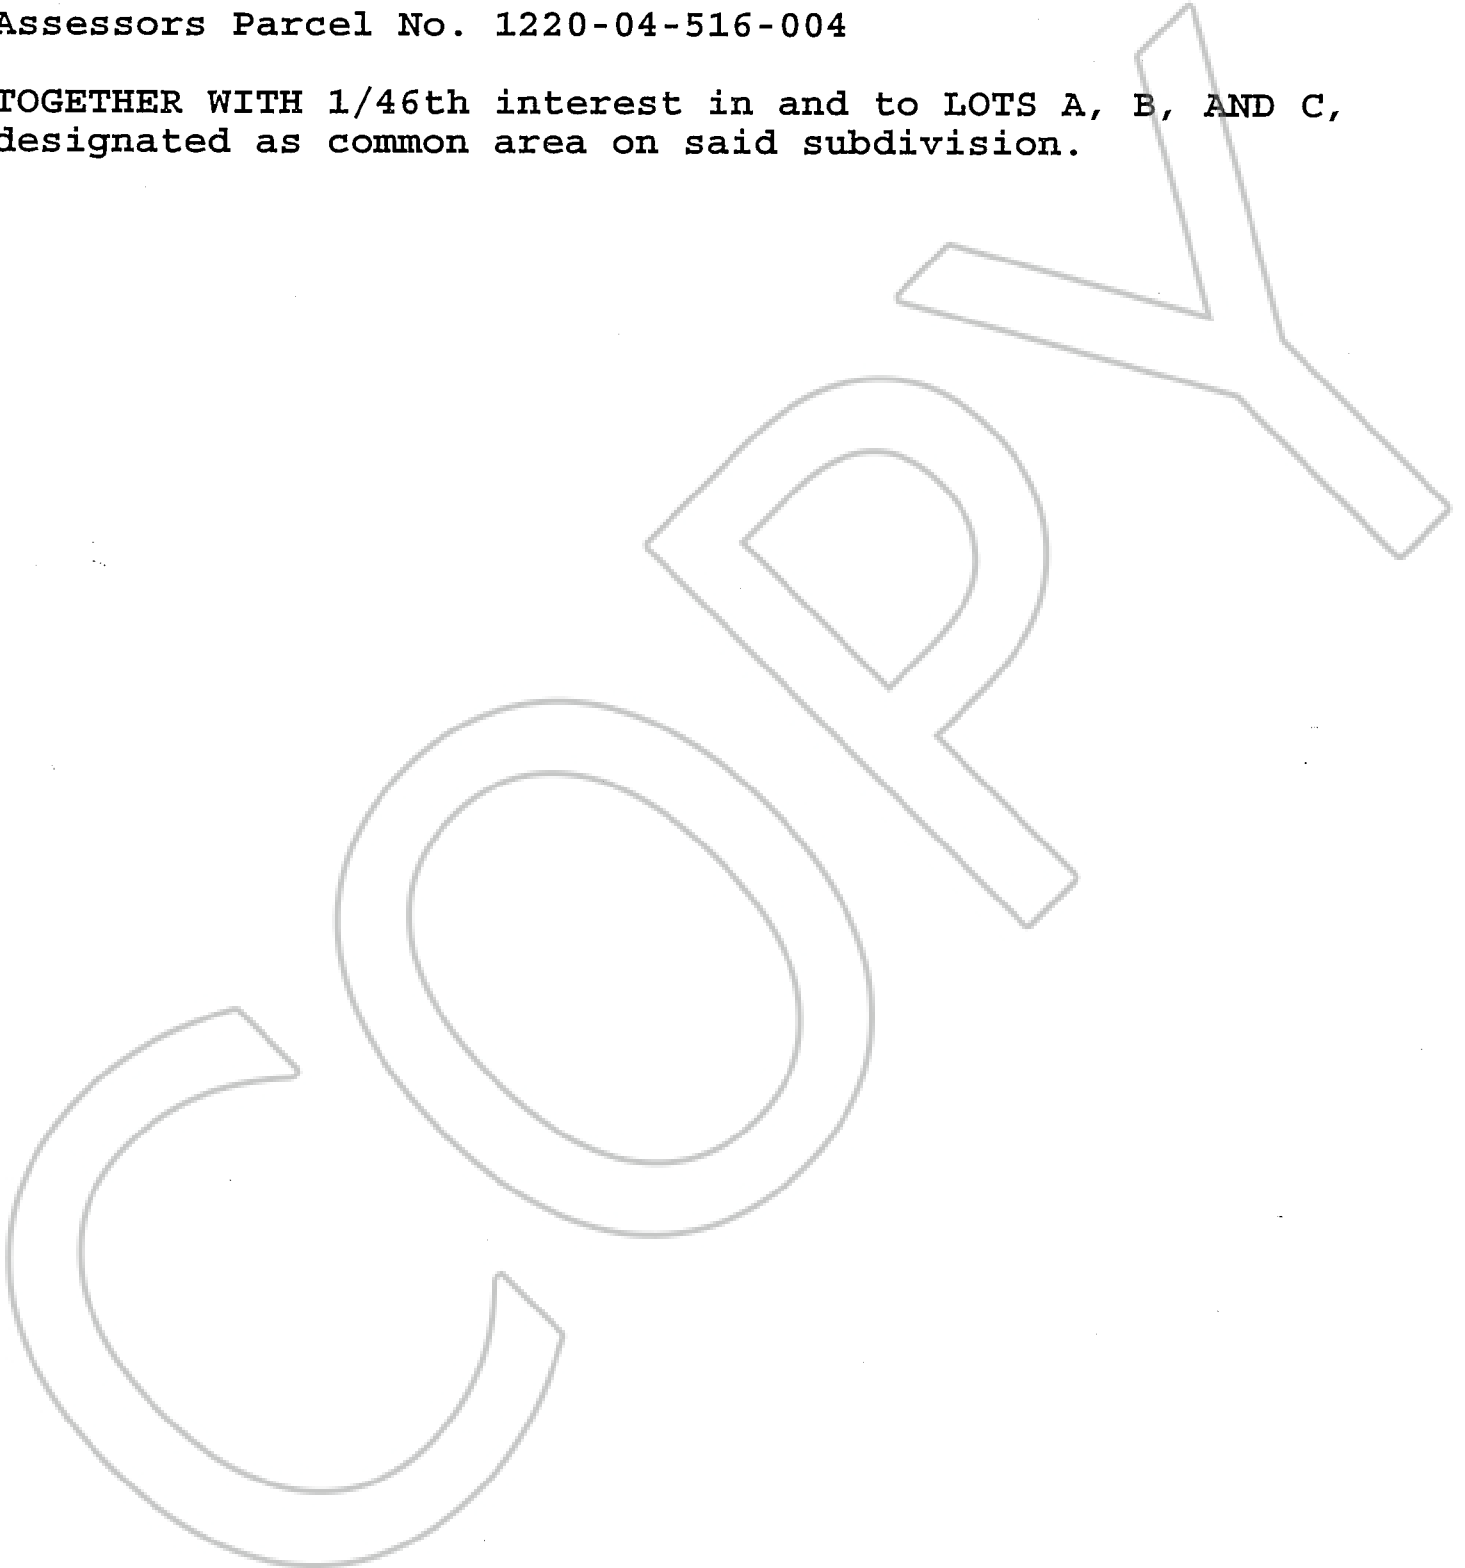 Assessors Parcel No. 1220-04-516-004
TOGETHER WITH 1/46th interest in and to LOTS A, B, AND C,
designated as common area on said subdivision.
COPY